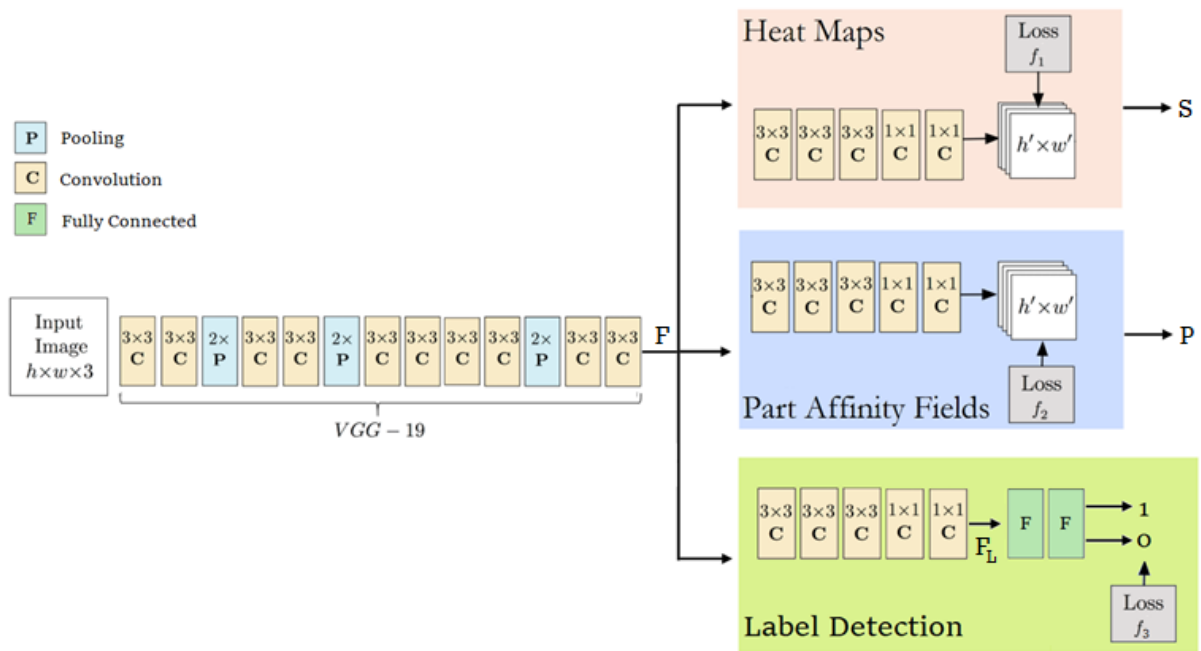 P Pooling
C Convolution
F Fully Connected
Input
Image
h×w×3
3×3 3×3 2× 3×3 3×3 2× 3×3 3×3 3×3 3×3 2× 3×3 3×3
C C P C C P C C C C P C C
VGG − 19
F
Heat Maps
Loss
f₁
3×3 3×3 3×3 1×1 1×1
C C C C C
h′×w′
S
3×3 3×3 3×3 1×1 1×1
C C C C C
h′×w′
P
Loss
f₂
Part Affinity Fields
3×3 3×3 3×3 1×1 1×1
C C C C C
F_L
F F
1
0
Loss
f₃
Label Detection